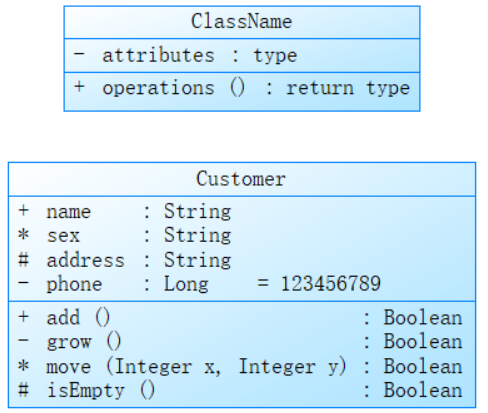 ClassName
- attributes : type
+ operations () : return type
Customer
+ name : String
* sex : String
# address : String
- phone : Long = 123456789
+ add () : Boolean
- grow () : Boolean
* move (Integer x, Integer y) : Boolean
# isEmpty () : Boolean